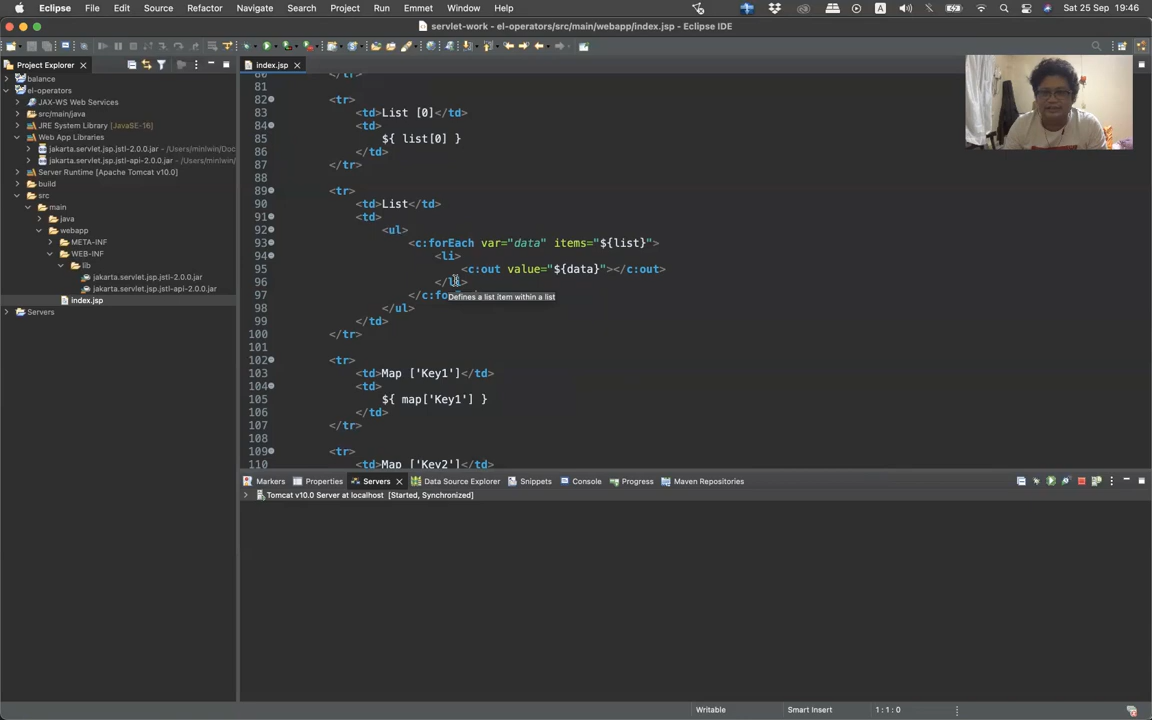 Eclipse File Edit Source Refactor Navigate Search Project Run Emmet Window Help Sat 25 Sep 19:46
servlet-work - el-operators/src/main/webapp/index.jsp - Eclipse IDE
Project Explorer
index.jsp
balance
el-operators
JAX-WS Web Services
src/main/java
JRE System Library [JavaSE-16]
Web App Libraries
jakarta.servlet.jsp.jstl-2.0.0.jar - /Users/minlwin/Doc
jakarta.servlet.jsp.jstl-api-2.0.0.jar - /Users/minlwin
Server Runtime [Apache Tomcat v10.0]
build
src
main
java
webapp
META-INF
WEB-INF
lib
jakarta.servlet.jsp.jstl-2.0.0.jar
jakarta.servlet.jsp.jstl-api-2.0.0.jar
index.jsp
Servers
80 </tr>
81
82 <tr>
83 <td>List [0]</td>
84 <td>
85 ${ list[0] }
86 </td>
87 </tr>
88
89 <tr>
90 <td>List</td>
91 <td>
92 <ul>
93 <c:forEach var="data" items="${list}">
94 <li>
95 <c:out value="${data}"></c:out>
96 </li>
97 </c:fo
Defines a list item within a list
98 </ul>
99 </td>
100 </tr>
101
102 <tr>
103 <td>Map ['Key1']</td>
104 <td>
105 ${ map['Key1'] }
106 </td>
107 </tr>
108
109 <tr>
110 <td>Map ['Key2']</td>
Markers Properties Servers Data Source Explorer Snippets Console Progress Maven Repositories
Tomcat v10.0 Server at localhost [Started, Synchronized]
Writable Smart Insert 1 : 1 : 0